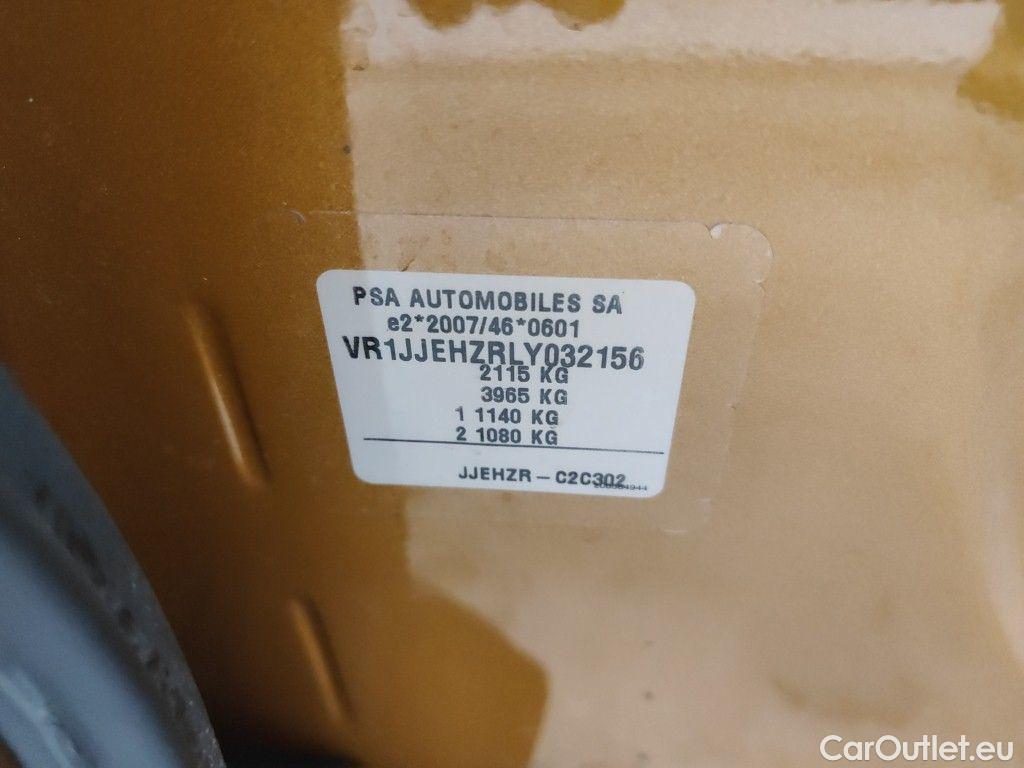 PSA AUTOMOBILES SA
e2*2007/46*0601
VR1JJEHZRLY032156
2115 KG
3965 KG
1 1140 KG
2 1080 KG
JJEHZR – C2C302
CarOutlet.eu